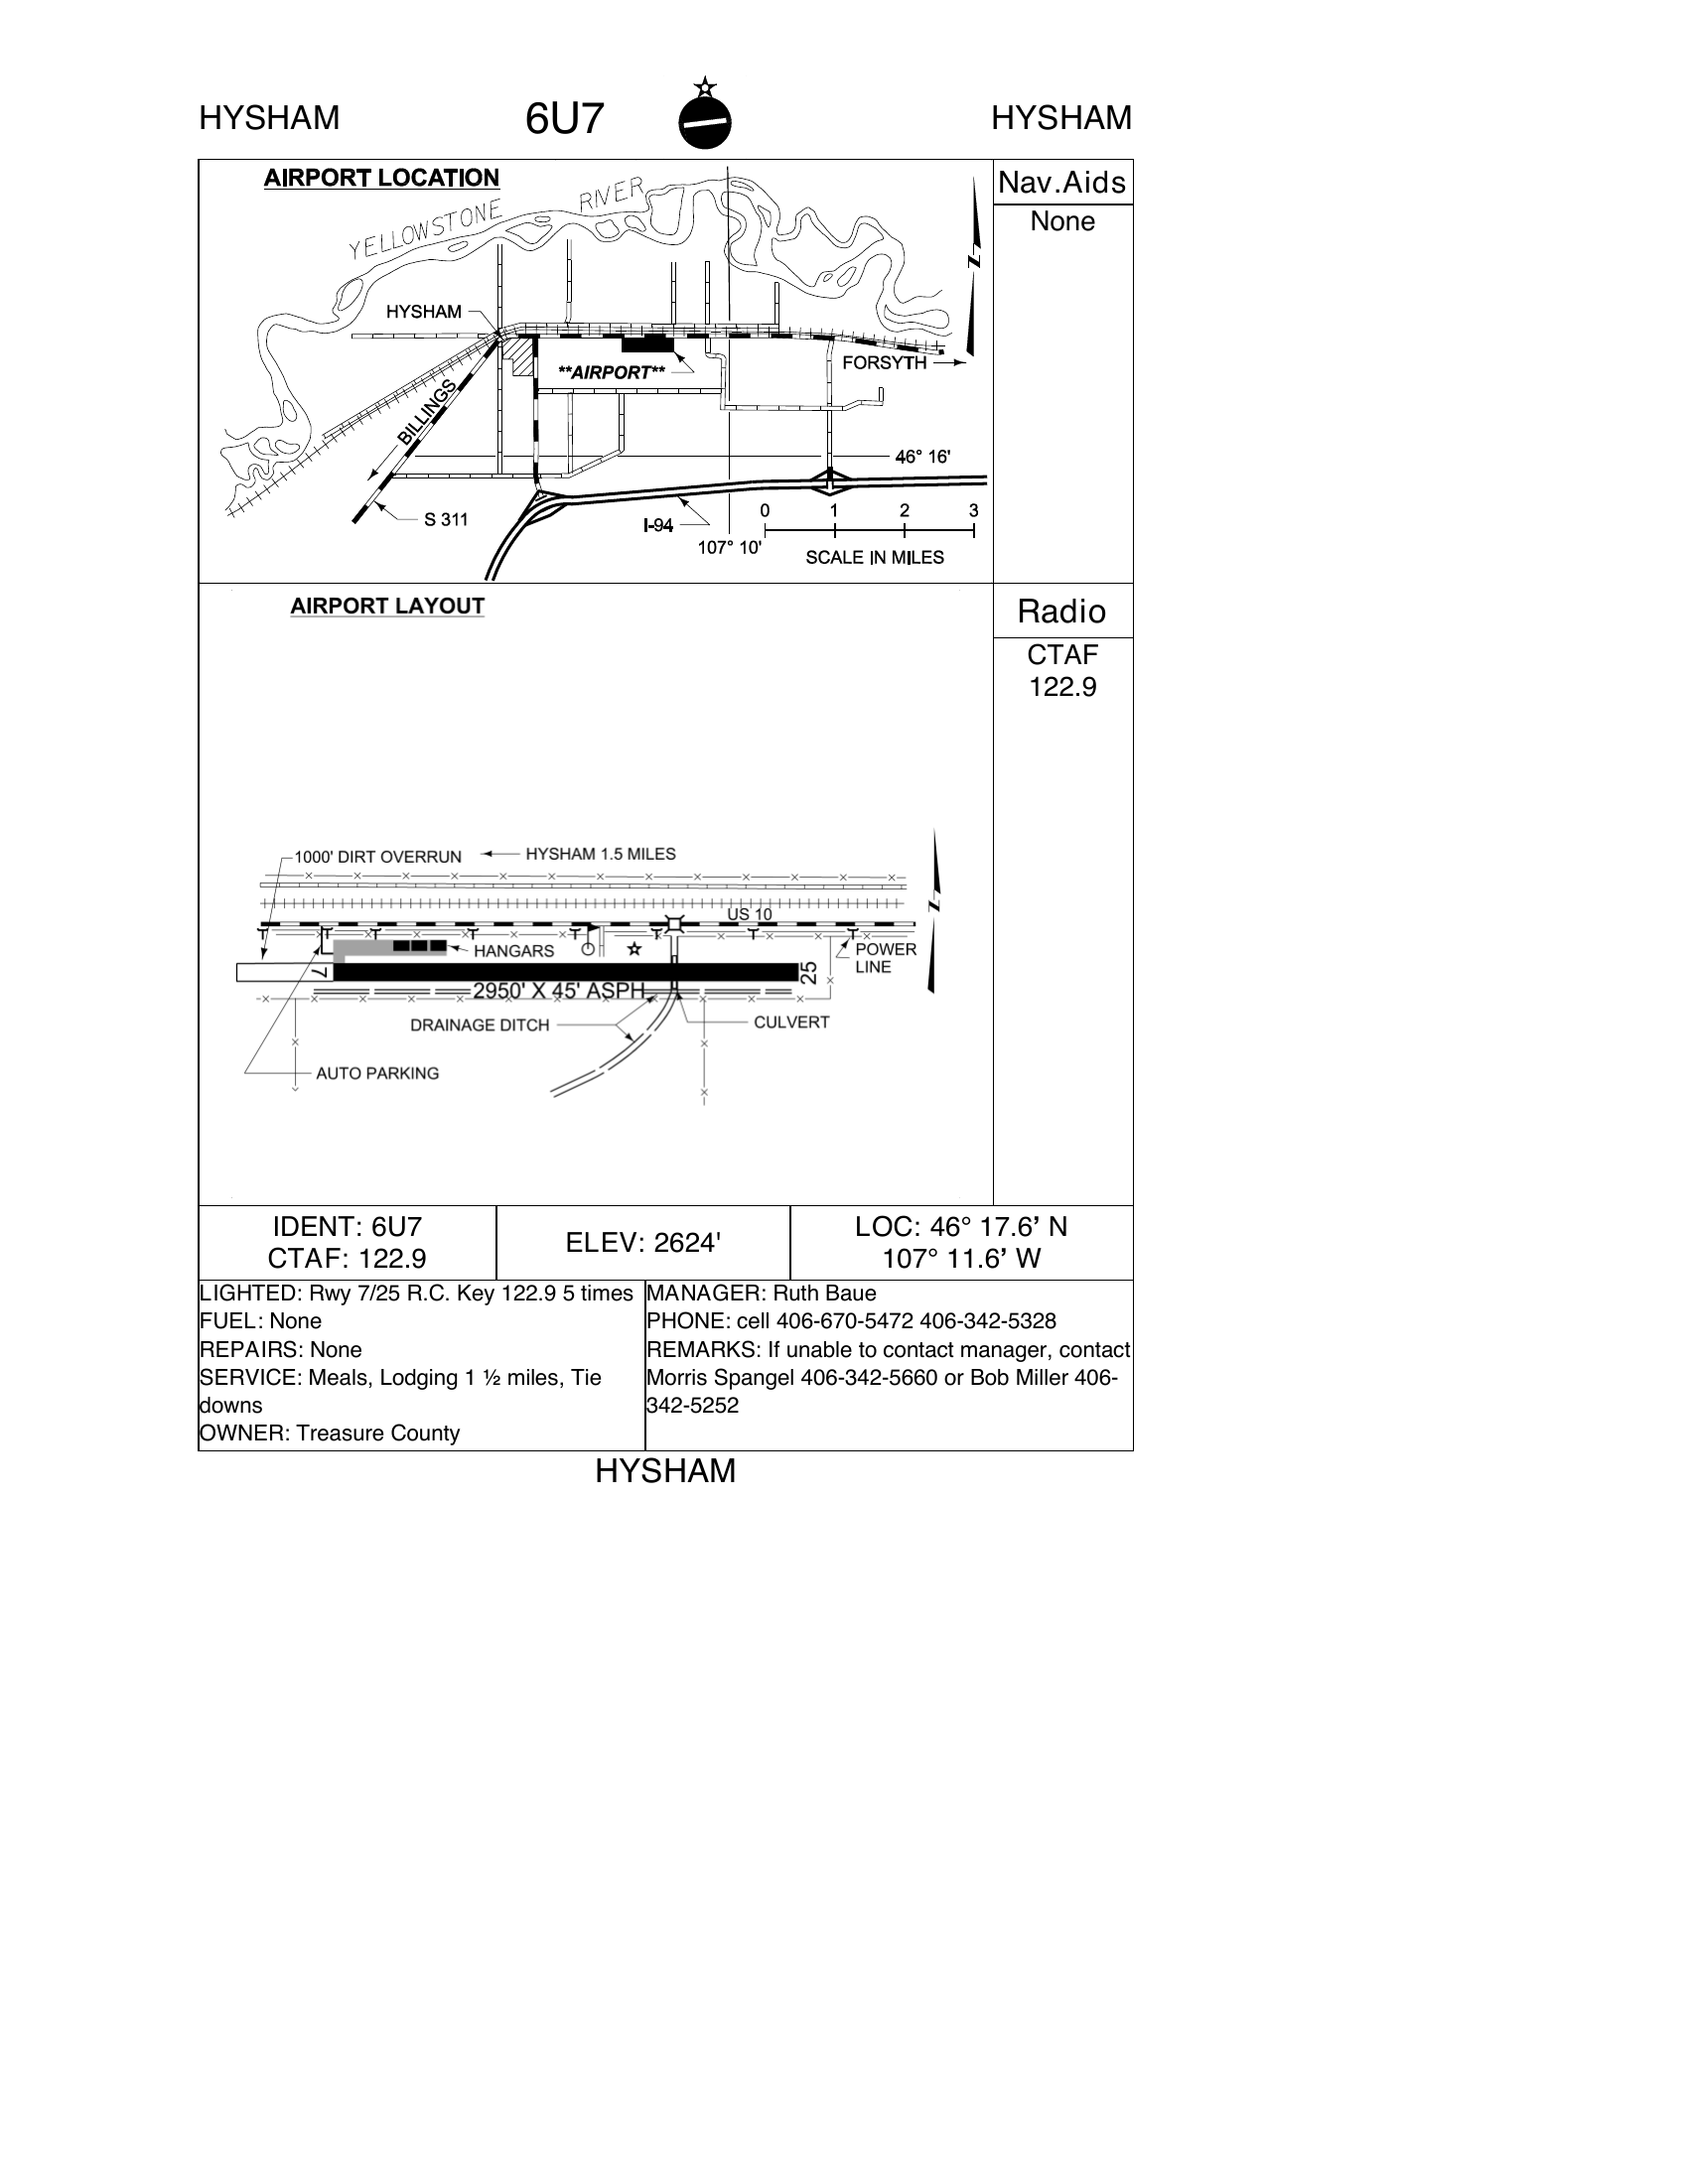 HYSHAM 6U7 HYSHAM
AIRPORT LOCATION
Nav.Aids
None
YELLOWSTONE RIVER
N
HYSHAM
**AIRPORT**
FORSYTH
BILLINGS
46° 16'
S 311
I-94
107° 10'
0 1 2 3
SCALE IN MILES
AIRPORT LAYOUT
Radio
CTAF
122.9
1000' DIRT OVERRUN
HYSHAM 1.5 MILES
N
US 10
HANGARS
POWER
LINE
7
25
2950' X 45' ASPH
DRAINAGE DITCH
CULVERT
AUTO PARKING
IDENT: 6U7
CTAF: 122.9
ELEV: 2624'
LOC: 46° 17.6’ N
107° 11.6’ W
LIGHTED: Rwy 7/25 R.C. Key 122.9 5 times
FUEL: None
REPAIRS: None
SERVICE: Meals, Lodging 1 ½ miles, Tie
downs
OWNER: Treasure County
MANAGER: Ruth Baue
PHONE: cell 406-670-5472 406-342-5328
REMARKS: If unable to contact manager, contact
Morris Spangel 406-342-5660 or Bob Miller 406-
342-5252
HYSHAM